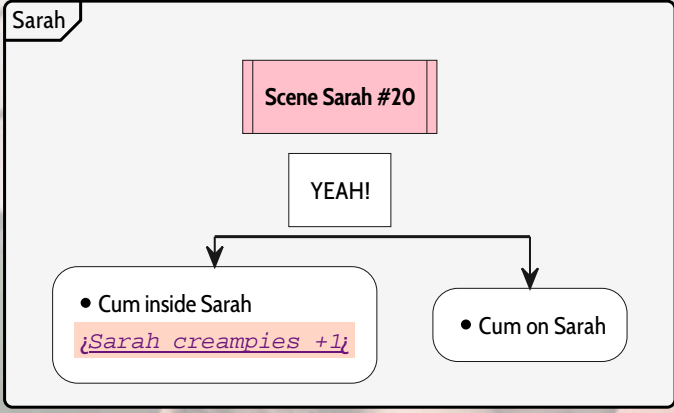 Sarah
Scene Sarah #20
YEAH!
• Cum inside Sarah
¿Sarah creampies +1¿
• Cum on Sarah